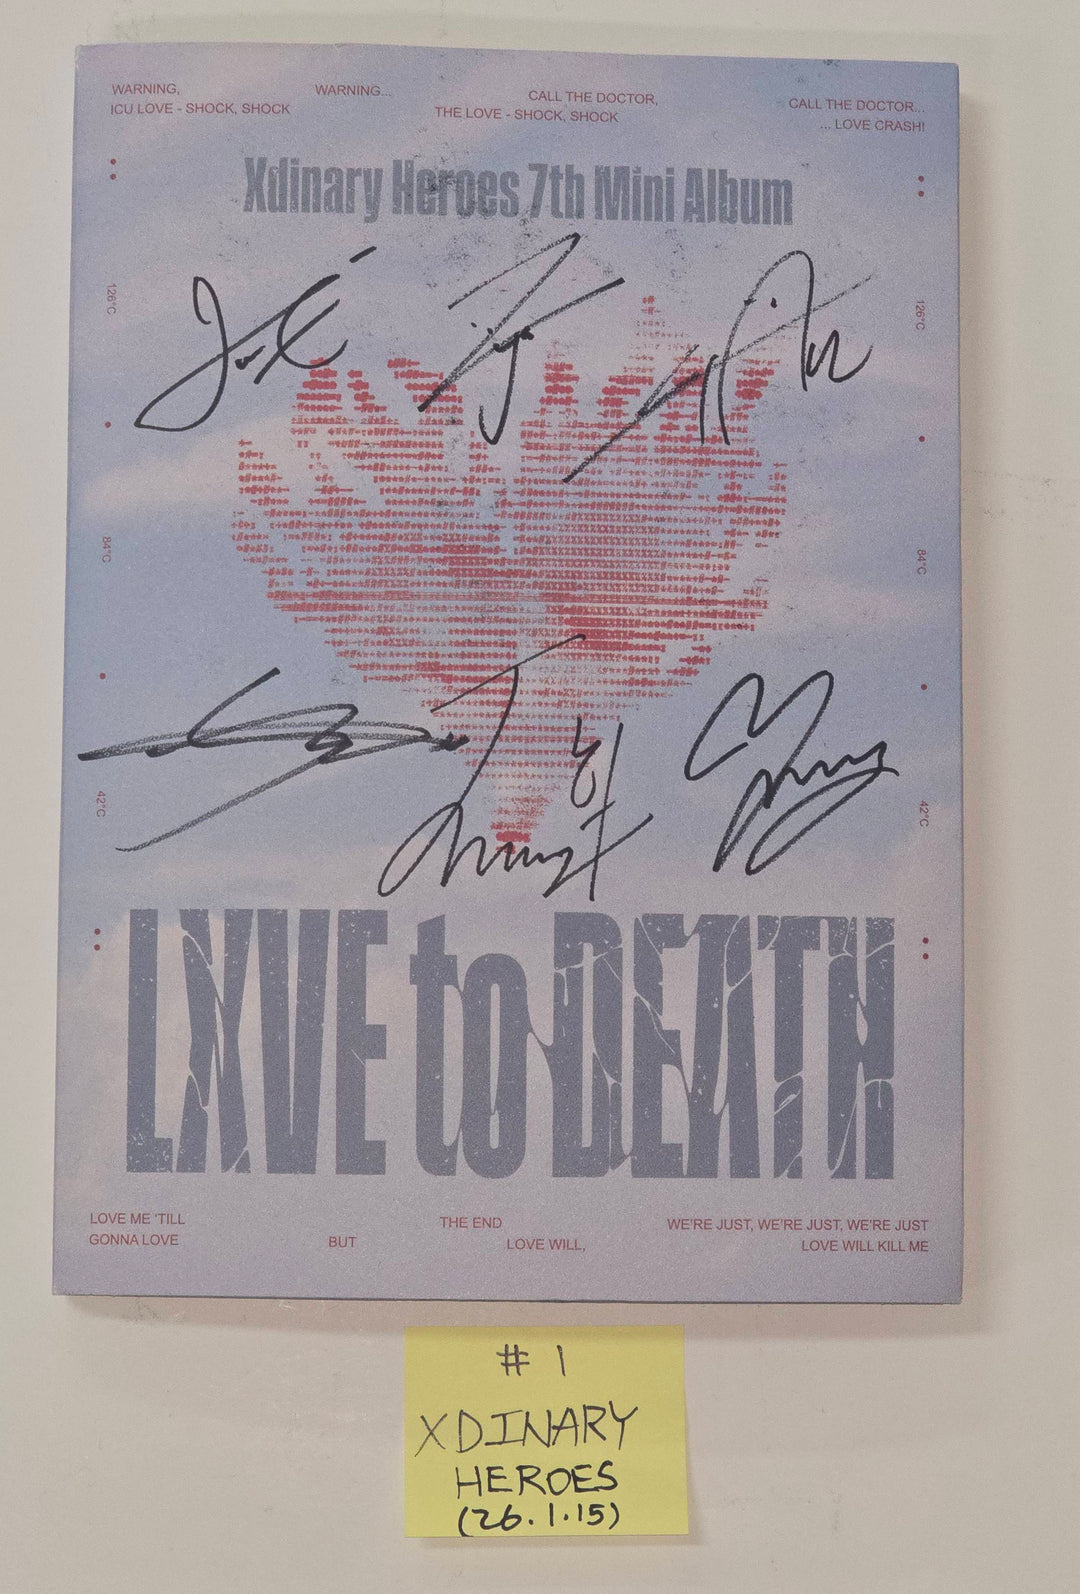 WARNING, WARNING... CALL THE DOCTOR, CALL THE DOCTOR...
ICU LOVE - SHOCK, SHOCK THE LOVE - SHOCK, SHOCK ... LOVE CRASH!
Xdinary Heroes 7th Mini Album
126°C 126°C
84°C 84°C
42°C 42°C
LXVE to DEATH
LOVE ME 'TILL THE END WE'RE JUST, WE'RE JUST, WE'RE JUST
GONNA LOVE BUT LOVE WILL, LOVE WILL KILL ME
# 1
XDINARY
HEROES
(26.1.15)